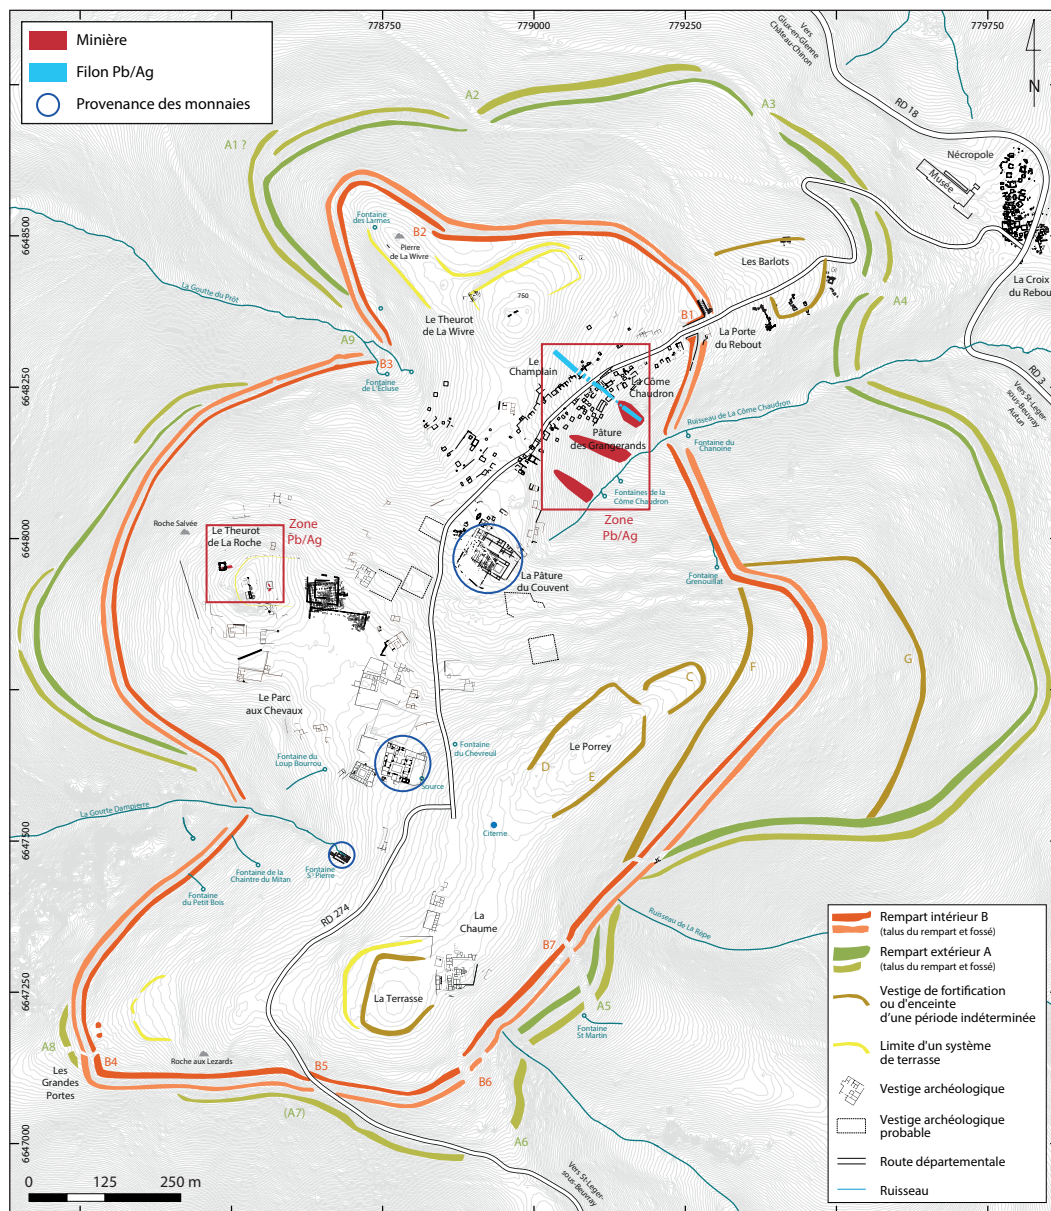 778750
779000
779250
779750
Minière
Filon Pb/Ag
Provenance des monnaies
Vers
Glux-en-Glenne
Château-Chinon
N
RD 18
A2
A3
A1 ?
Nécropole
Musée
6648500
Fontaine
des Larmes
B2
Pierre
de La Wivre
Les Barlots
La Croix
du Rebout
La Goutte du Prôt
750
Le Theurot
de La Wivre
B1
La Porte
du Rebout
A4
A9
B3
Fontaine
de L'Ecluse
Le
Champlain
La Côme
Chaudron
RD 3
Vers St-Leger-
sous-Beuvray
Autun
6648250
Ruisseau de La Côme Chaudron
Pâture
des Grangerands
Fontaine du
Chanoine
Fontaines de la
Côme Chaudron
Zone
Pb/Ag
6648000
Roche Salvée
Le Theurot
de La Roche
Zone
Pb/Ag
La Pâture
du Couvent
Fontaine
Grenouillat
F
G
C
Le Parc
aux Chevaux
Le Porrey
D
E
Fontaine
du Chevreuil
Fontaine du
Loup Bourrou
Source
La Goutte Dampierre
Citerne
6647500
Fontaine de la
Chaintre du Mitan
Fontaine
St Pierre
Fontaine
du Petit Bois
RD 274
La
Chaume
Ruisseau de La Rèpe
B7
6647250
La Terrasse
A5
Fontaine
St Martin
A8
B4
Les
Grandes
Portes
Roche aux Lezards
B5
B6
(A7)
A6
6647000
Vers St-Leger-
sous-Beuvray
0
125
250 m
Rempart intérieur B
(talus du rempart et fossé)
Rempart extérieur A
(talus du rempart et fossé)
Vestige de fortification
ou d'enceinte
d'une période indéterminée
Limite d'un système
de terrasse
Vestige archéologique
Vestige archéologique
probable
Route départementale
Ruisseau